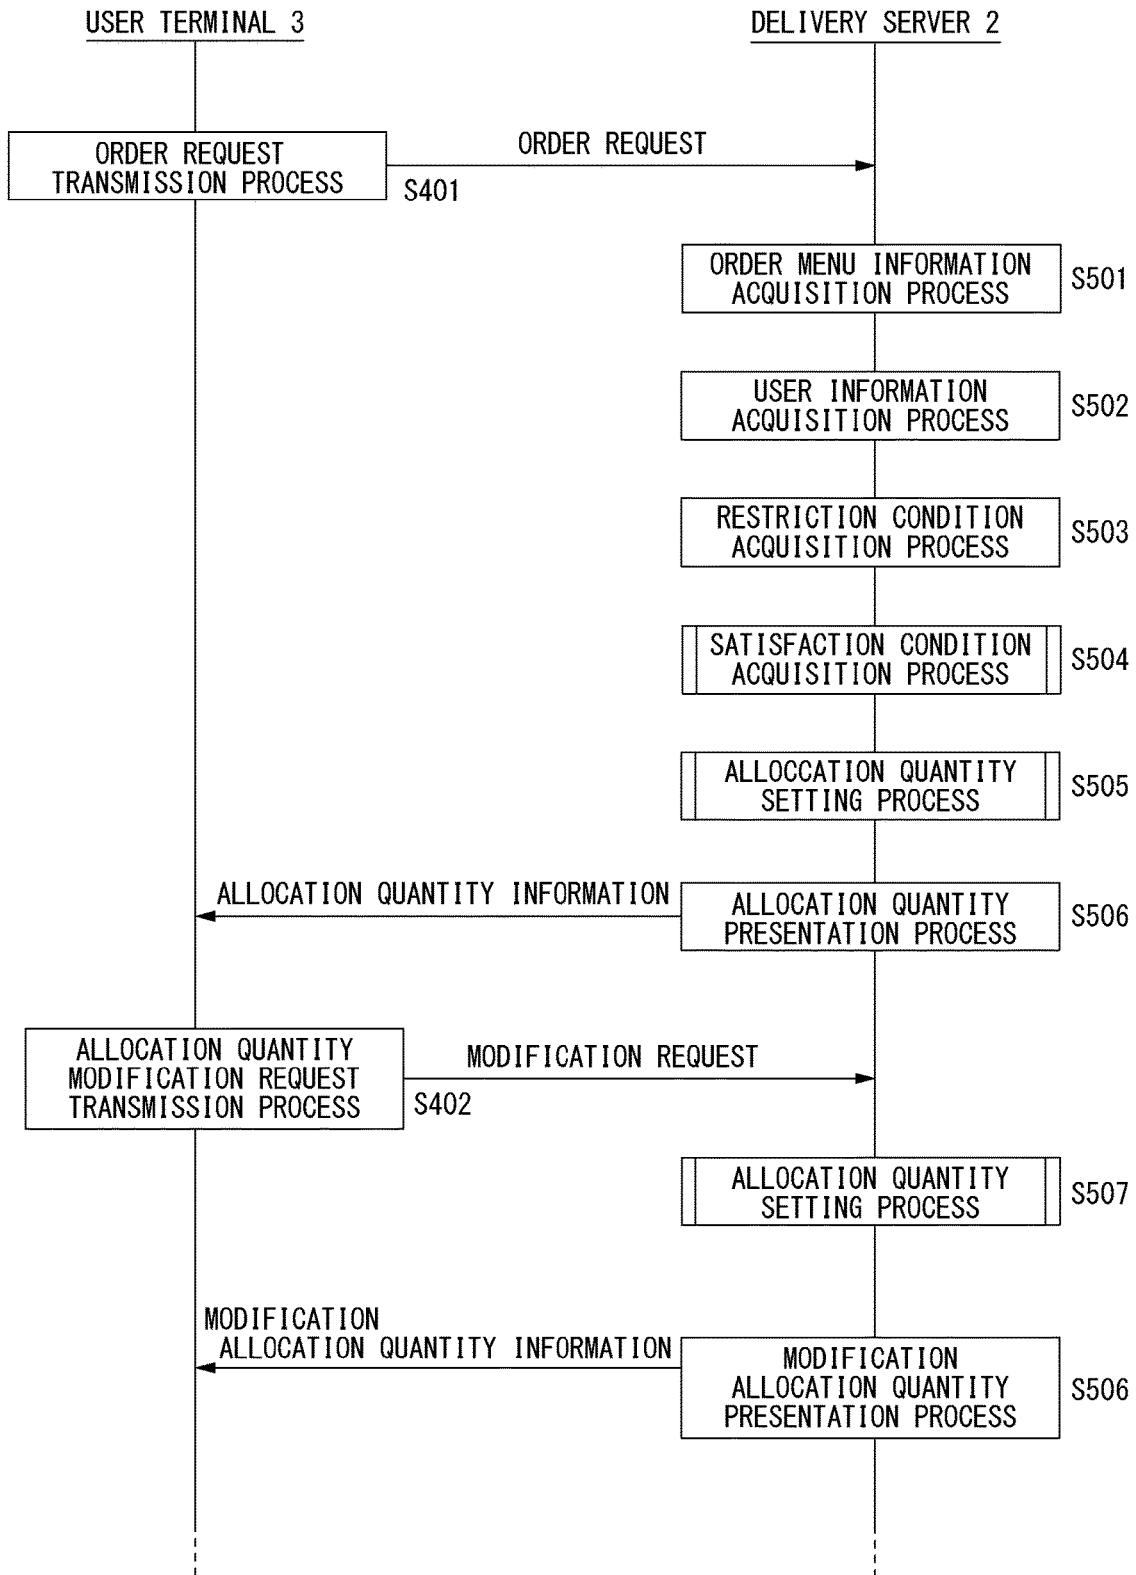 USER TERMINAL 3
DELIVERY SERVER 2
ORDER REQUEST
TRANSMISSION PROCESS
S401
ORDER REQUEST
ORDER MENU INFORMATION
ACQUISITION PROCESS
S501
USER INFORMATION
ACQUISITION PROCESS
S502
RESTRICTION CONDITION
ACQUISITION PROCESS
S503
SATISFACTION CONDITION
ACQUISITION PROCESS
S504
ALLOCCATION QUANTITY
SETTING PROCESS
S505
ALLOCATION QUANTITY INFORMATION
ALLOCATION QUANTITY
PRESENTATION PROCESS
S506
ALLOCATION QUANTITY
MODIFICATION REQUEST
TRANSMISSION PROCESS
S402
MODIFICATION REQUEST
ALLOCATION QUANTITY
SETTING PROCESS
S507
MODIFICATION
ALLOCATION QUANTITY INFORMATION
MODIFICATION
ALLOCATION QUANTITY
PRESENTATION PROCESS
S506